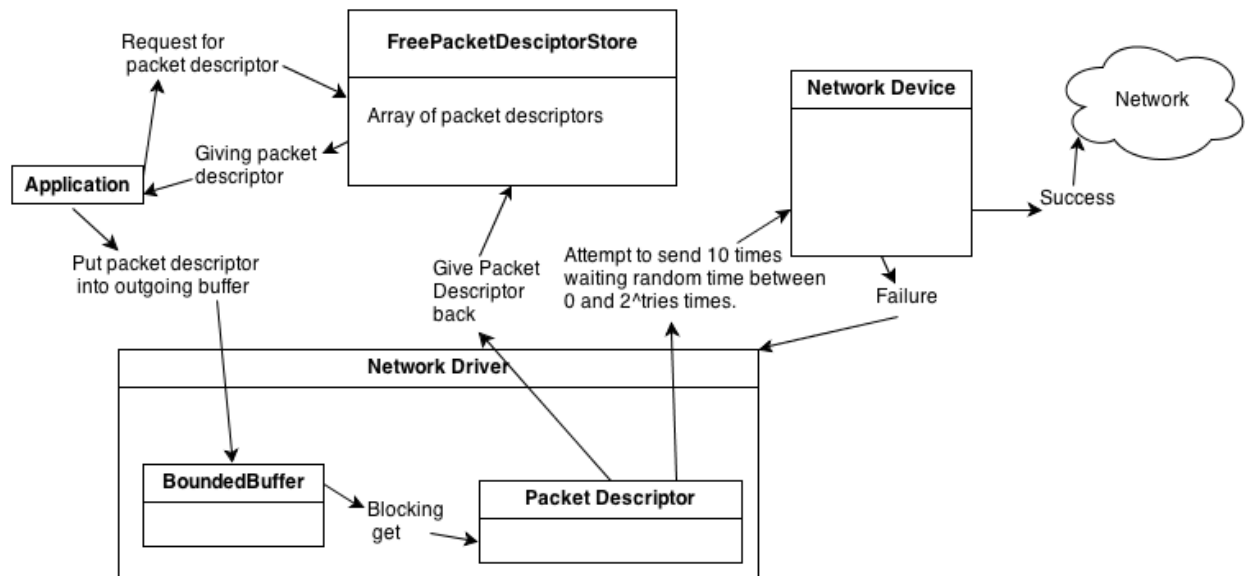 Request for
packet descriptor
FreePacketDesciptorStore
Array of packet descriptors
Network Device
Network
Giving packet
descriptor
Application
Success
Put packet descriptor
into outgoing buffer
Give Packet
Descriptor
back
Attempt to send 10 times
waiting random time between
0 and 2^tries times.
Failure
Network Driver
BoundedBuffer
Blocking
get
Packet Descriptor